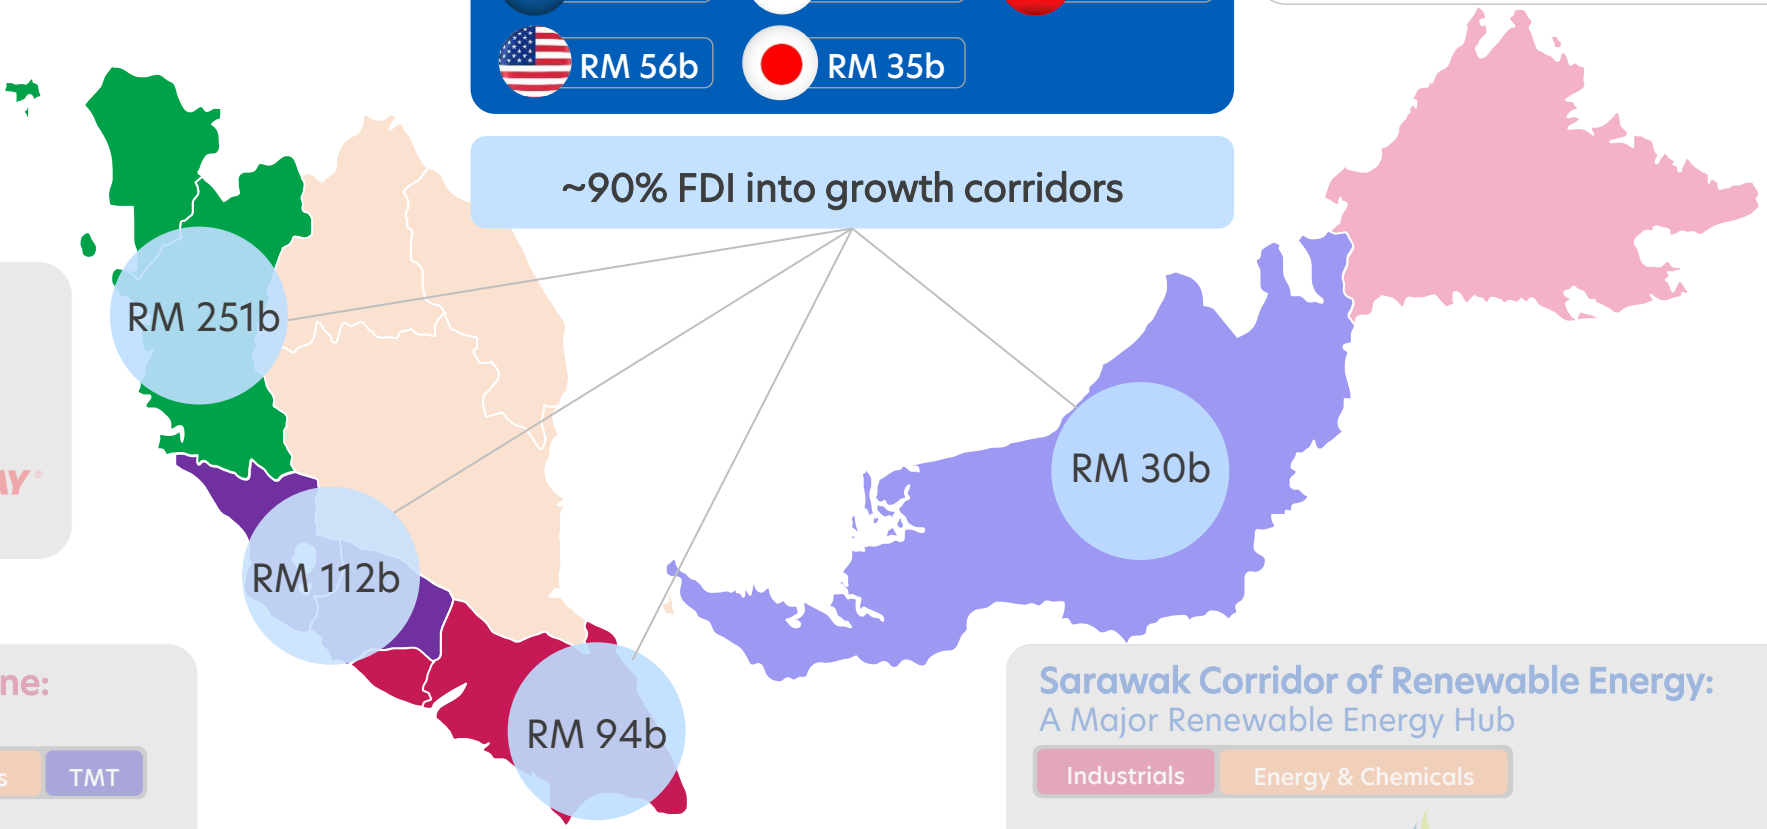 RM 56b
RM 35b
~90% FDI into growth corridors
RM 251b
RM 30b
AY®
RM 112b
ne:
Sarawak Corridor of Renewable Energy:
A Major Renewable Energy Hub
RM 94b
s
TMT
Industrials
Energy & Chemicals